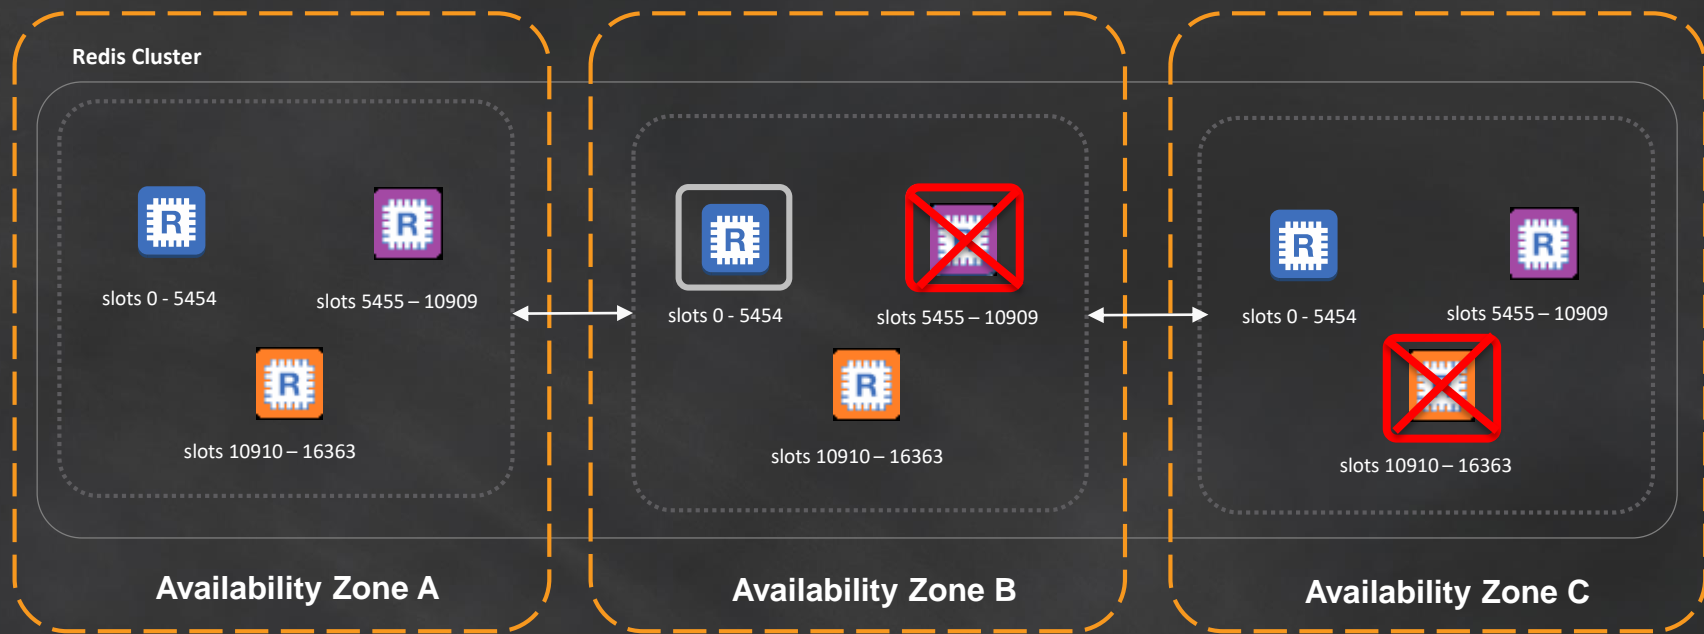 Redis Cluster
R
R
slots 0 - 5454
slots 5455 – 10909
R
slots 10910 – 16363
Availability Zone A
R
slots 0 - 5454
slots 5455 – 10909
R
slots 10910 – 16363
Availability Zone B
R
R
slots 0 - 5454
slots 5455 – 10909
slots 10910 – 16363
Availability Zone C